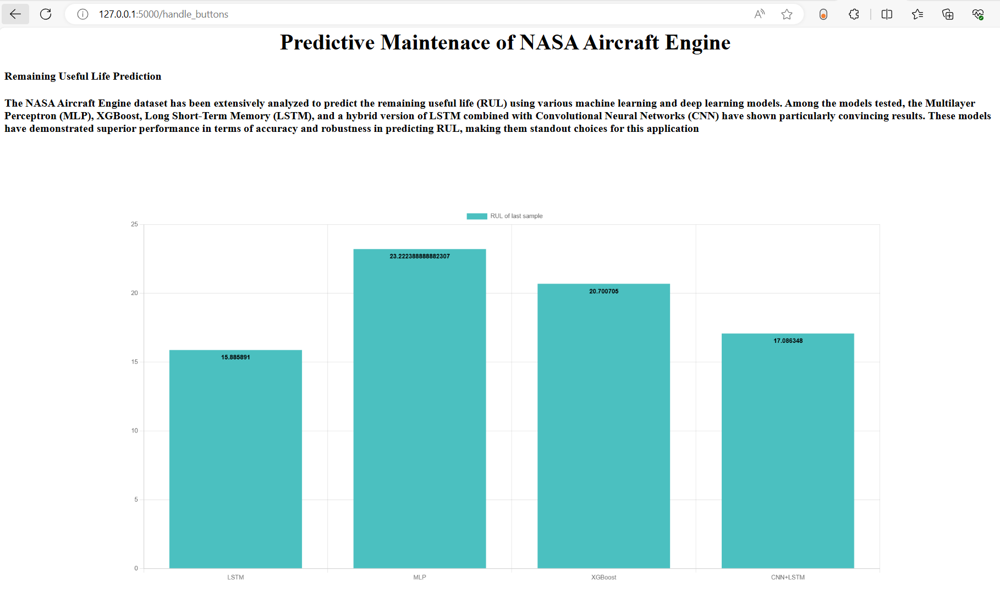 127.0.0.1:5000/handle_buttons
Predictive Maintenace of NASA Aircraft Engine
Remaining Useful Life Prediction
The NASA Aircraft Engine dataset has been extensively analyzed to predict the remaining useful life (RUL) using various machine learning and deep learning models. Among the models tested, the Multilayer
Perceptron (MLP), XGBoost, Long Short-Term Memory (LSTM), and a hybrid version of LSTM combined with Convolutional Neural Networks (CNN) have shown particularly convincing results. These models
have demonstrated superior performance in terms of accuracy and robustness in predicting RUL, making them standout choices for this application
RUL of last sample
25
23.222388888882307
20
20.700705
17.086348
15
15.885891
10
5
0
LSTM MLP XGBoost CNN+LSTM